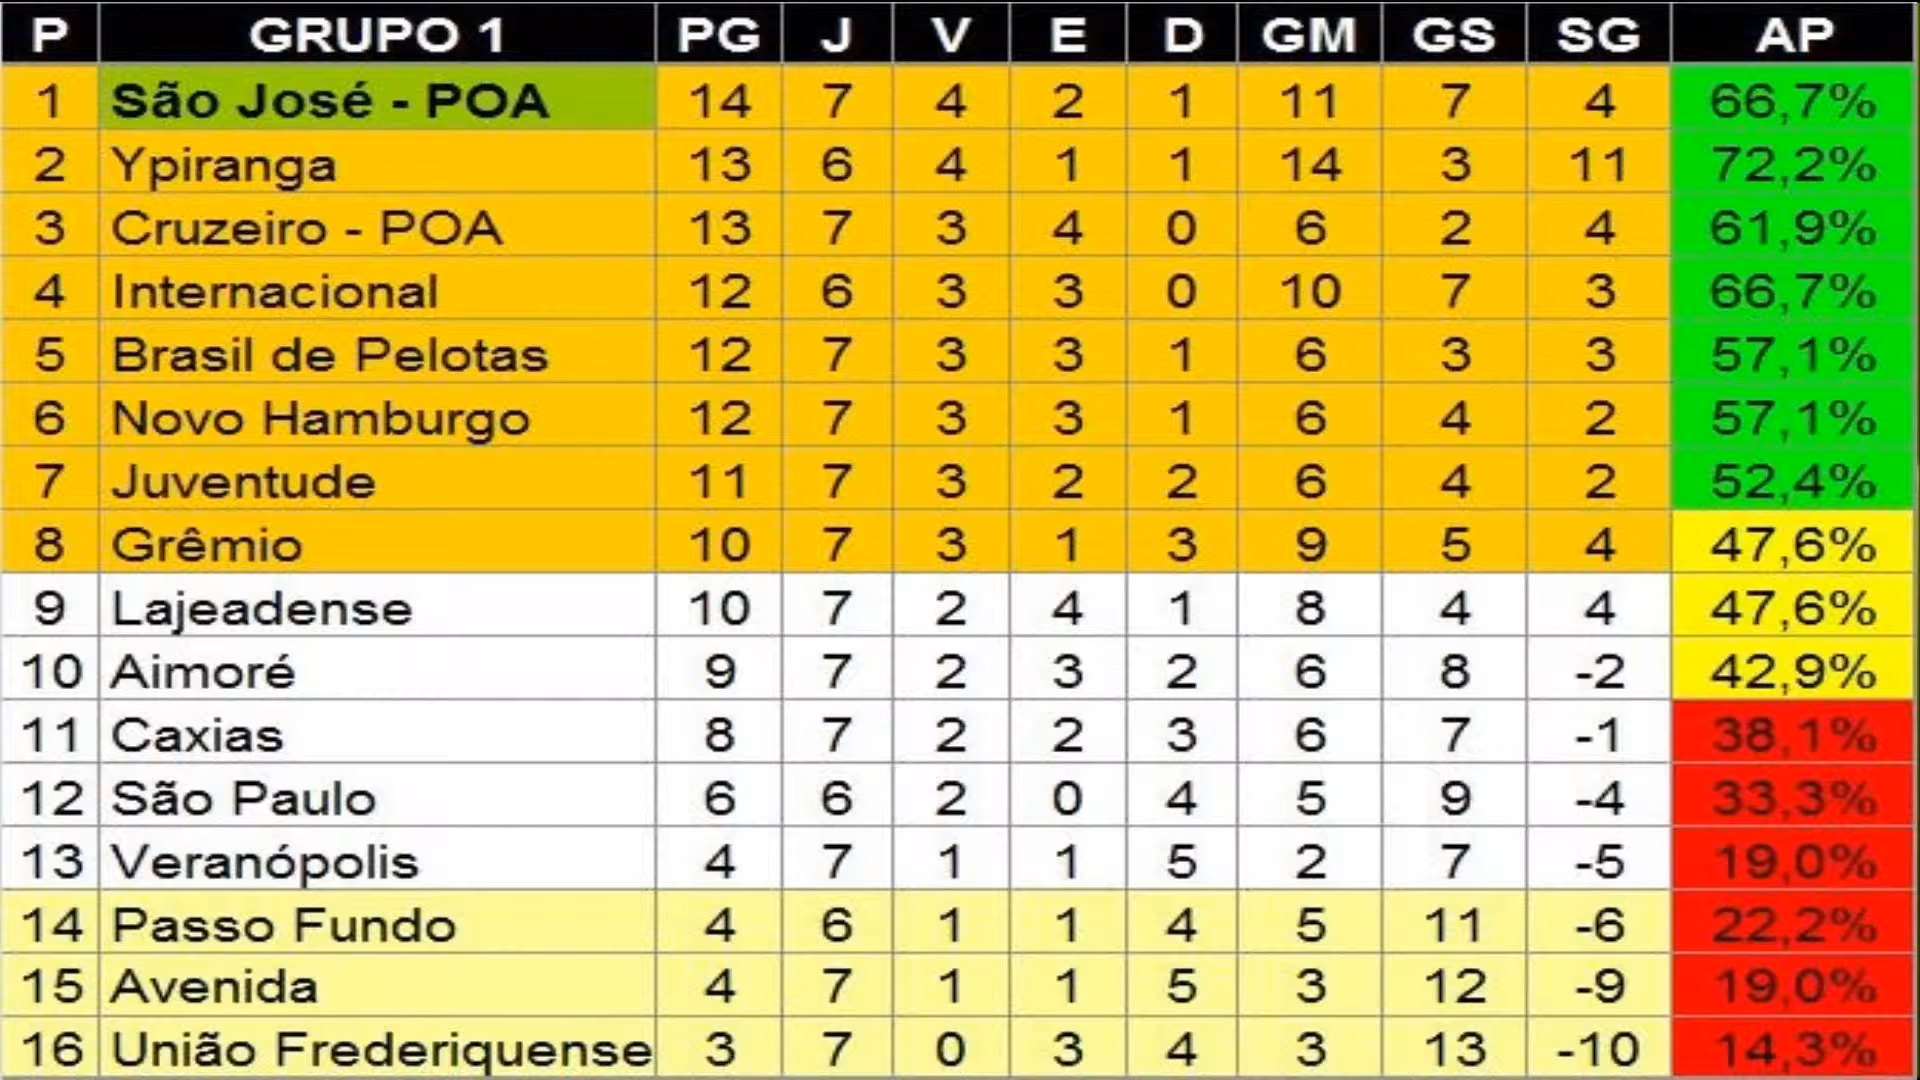 P GRUPO 1 PG J V E D GM GS SG AP
1 São José - POA 14 7 4 2 1 11 7 4 66,7%
2 Ypiranga 13 6 4 1 1 14 3 11 72,2%
3 Cruzeiro - POA 13 7 3 4 0 6 2 4 61,9%
4 Internacional 12 6 3 3 0 10 7 3 66,7%
5 Brasil de Pelotas 12 7 3 3 1 6 3 3 57,1%
6 Novo Hamburgo 12 7 3 3 1 6 4 2 57,1%
7 Juventude 11 7 3 2 2 6 4 2 52,4%
8 Grêmio 10 7 3 1 3 9 5 4 47,6%
9 Lajeadense 10 7 2 4 1 8 4 4 47,6%
10 Aimoré 9 7 2 3 2 6 8 -2 42,9%
11 Caxias 8 7 2 2 3 6 7 -1 38,1%
12 São Paulo 6 6 2 0 4 5 9 -4 33,3%
13 Veranópolis 4 7 1 1 5 2 7 -5 19,0%
14 Passo Fundo 4 6 1 1 4 5 11 -6 22,2%
15 Avenida 4 7 1 1 5 3 12 -9 19,0%
16 União Frederiquense 3 7 0 3 4 3 13 -10 14,3%